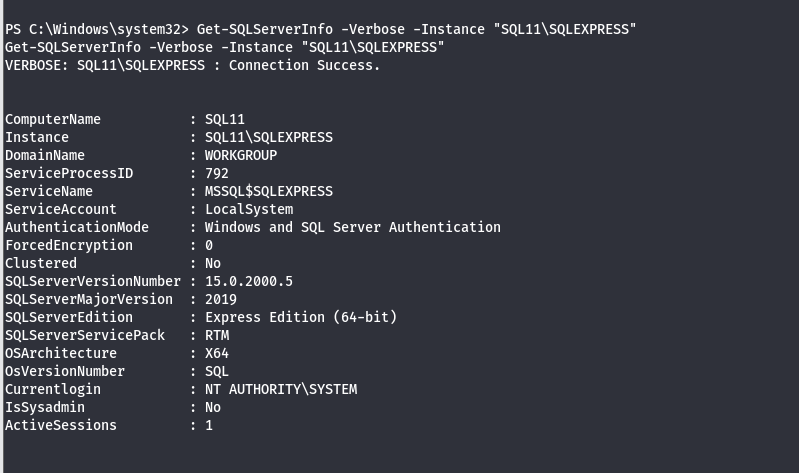 PS C:\Windows\system32> Get-SQLServerInfo -Verbose -Instance "SQL11\SQLEXPRESS"
Get-SQLServerInfo -Verbose -Instance "SQL11\SQLEXPRESS"
VERBOSE: SQL11\SQLEXPRESS : Connection Success.
ComputerName           : SQL11
Instance               : SQL11\SQLEXPRESS
DomainName             : WORKGROUP
ServiceProcessID       : 792
ServiceName            : MSSQL$SQLEXPRESS
ServiceAccount         : LocalSystem
AuthenticationMode     : Windows and SQL Server Authentication
ForcedEncryption       : 0
Clustered              : No
SQLServerVersionNumber : 15.0.2000.5
SQLServerMajorVersion  : 2019
SQLServerEdition       : Express Edition (64-bit)
SQLServerServicePack   : RTM
OSArchitecture         : X64
OsVersionNumber        : SQL
Currentlogin           : NT AUTHORITY\SYSTEM
IsSysadmin             : No
ActiveSessions         : 1